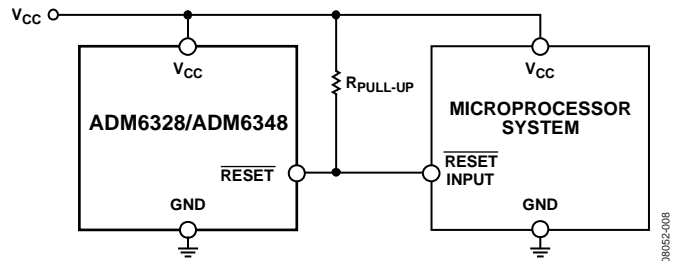 VCC
VCC
ADM6328/ADM6348
RESET
GND
RPULL-UP
VCC
MICROPROCESSOR
SYSTEM
RESET
INPUT
GND
08052-008